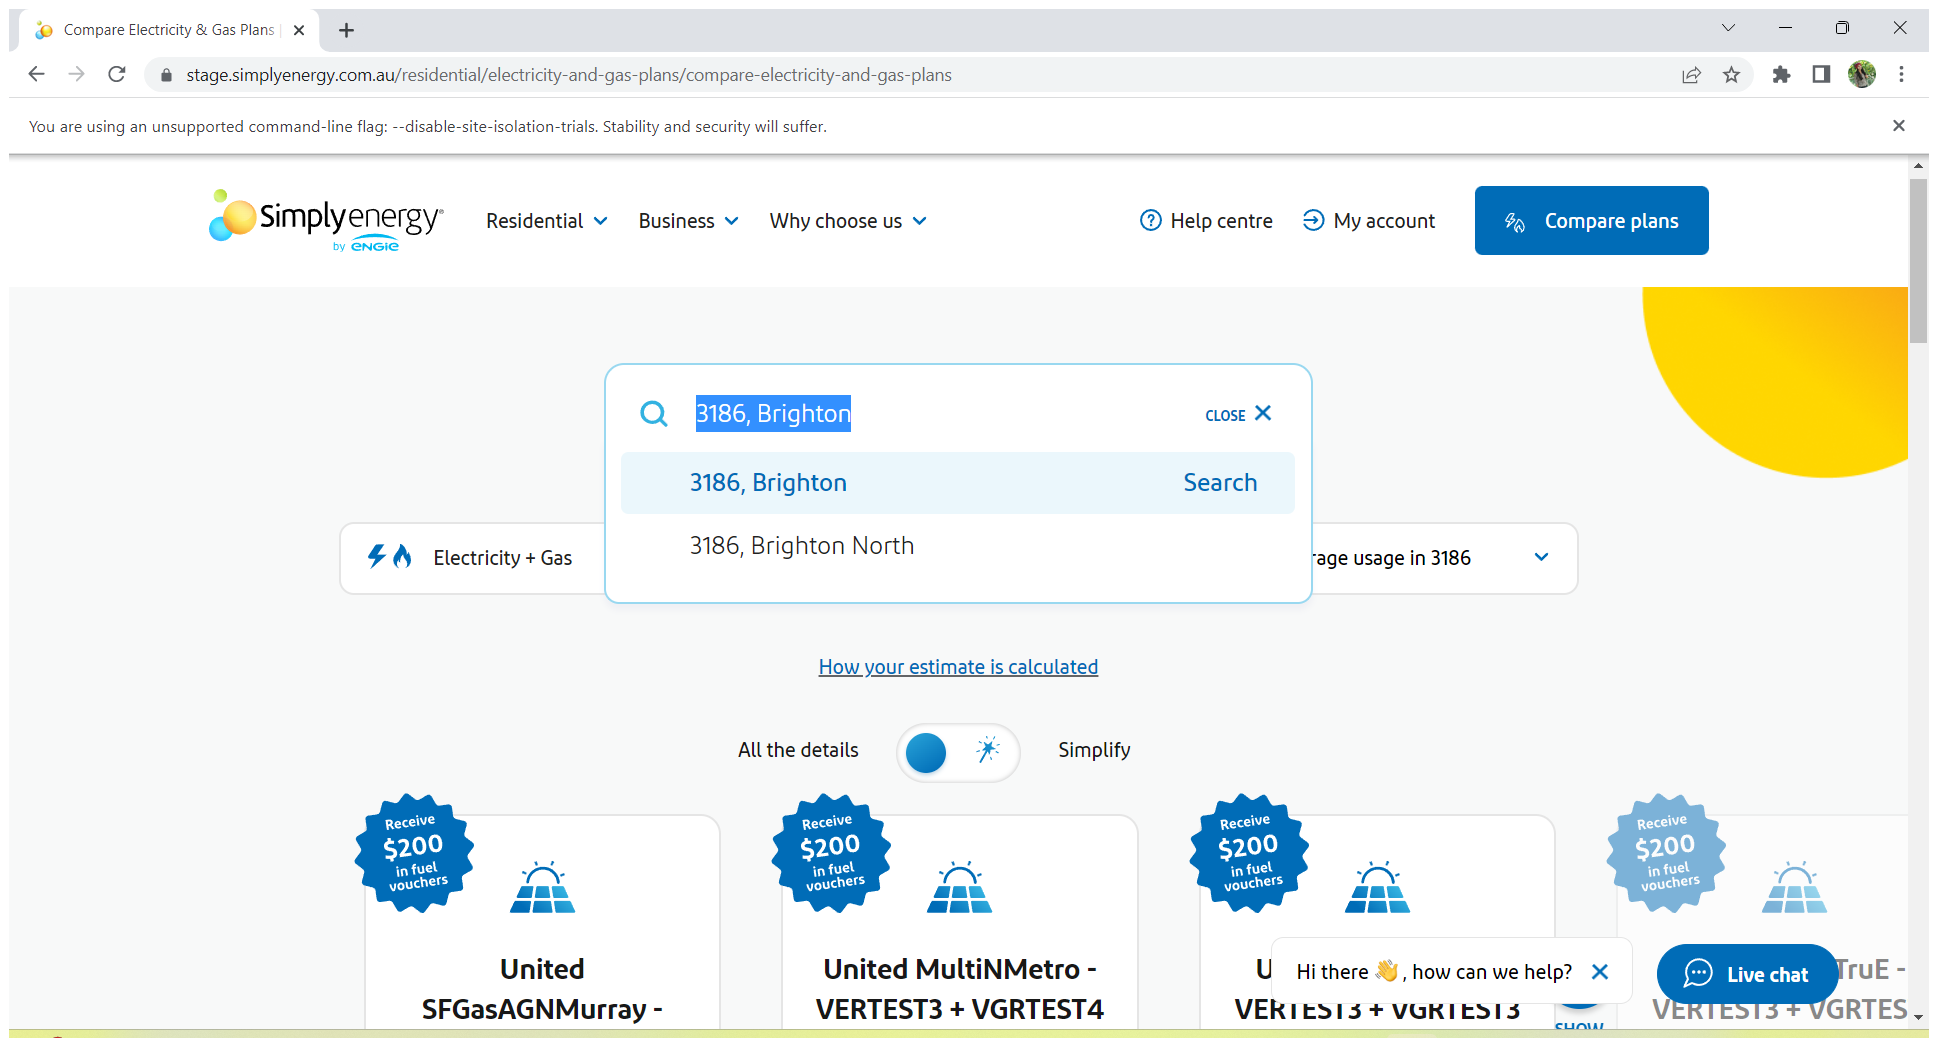 Compare Electricity & Gas Plans
stage.simplyenergy.com.au/residential/electricity-and-gas-plans/compare-electricity-and-gas-plans
You are using an unsupported command-line flag: --disable-site-isolation-trials. Stability and security will suffer.
Simplyenergy
by ENGIE
Residential
Business
Why choose us
Help centre
My account
Compare plans
3186, Brighton
CLOSE
3186, Brighton
Search
3186, Brighton North
Electricity + Gas
rage usage in 3186
How your estimate is calculated
All the details
Simplify
Receive
$200
in fuel
vouchers
United
SFGasAGNMurray -
Receive
$200
in fuel
vouchers
United MultiNMetro -
VERTEST3 + VGRTEST4
Receive
$200
in fuel
vouchers
U
VERTEST3 + VGRTEST3
Receive
$200
in fuel
vouchers
TruE -
VERTEST3 + VGRTES
Hi there 👋, how can we help?
Live chat
SHOW